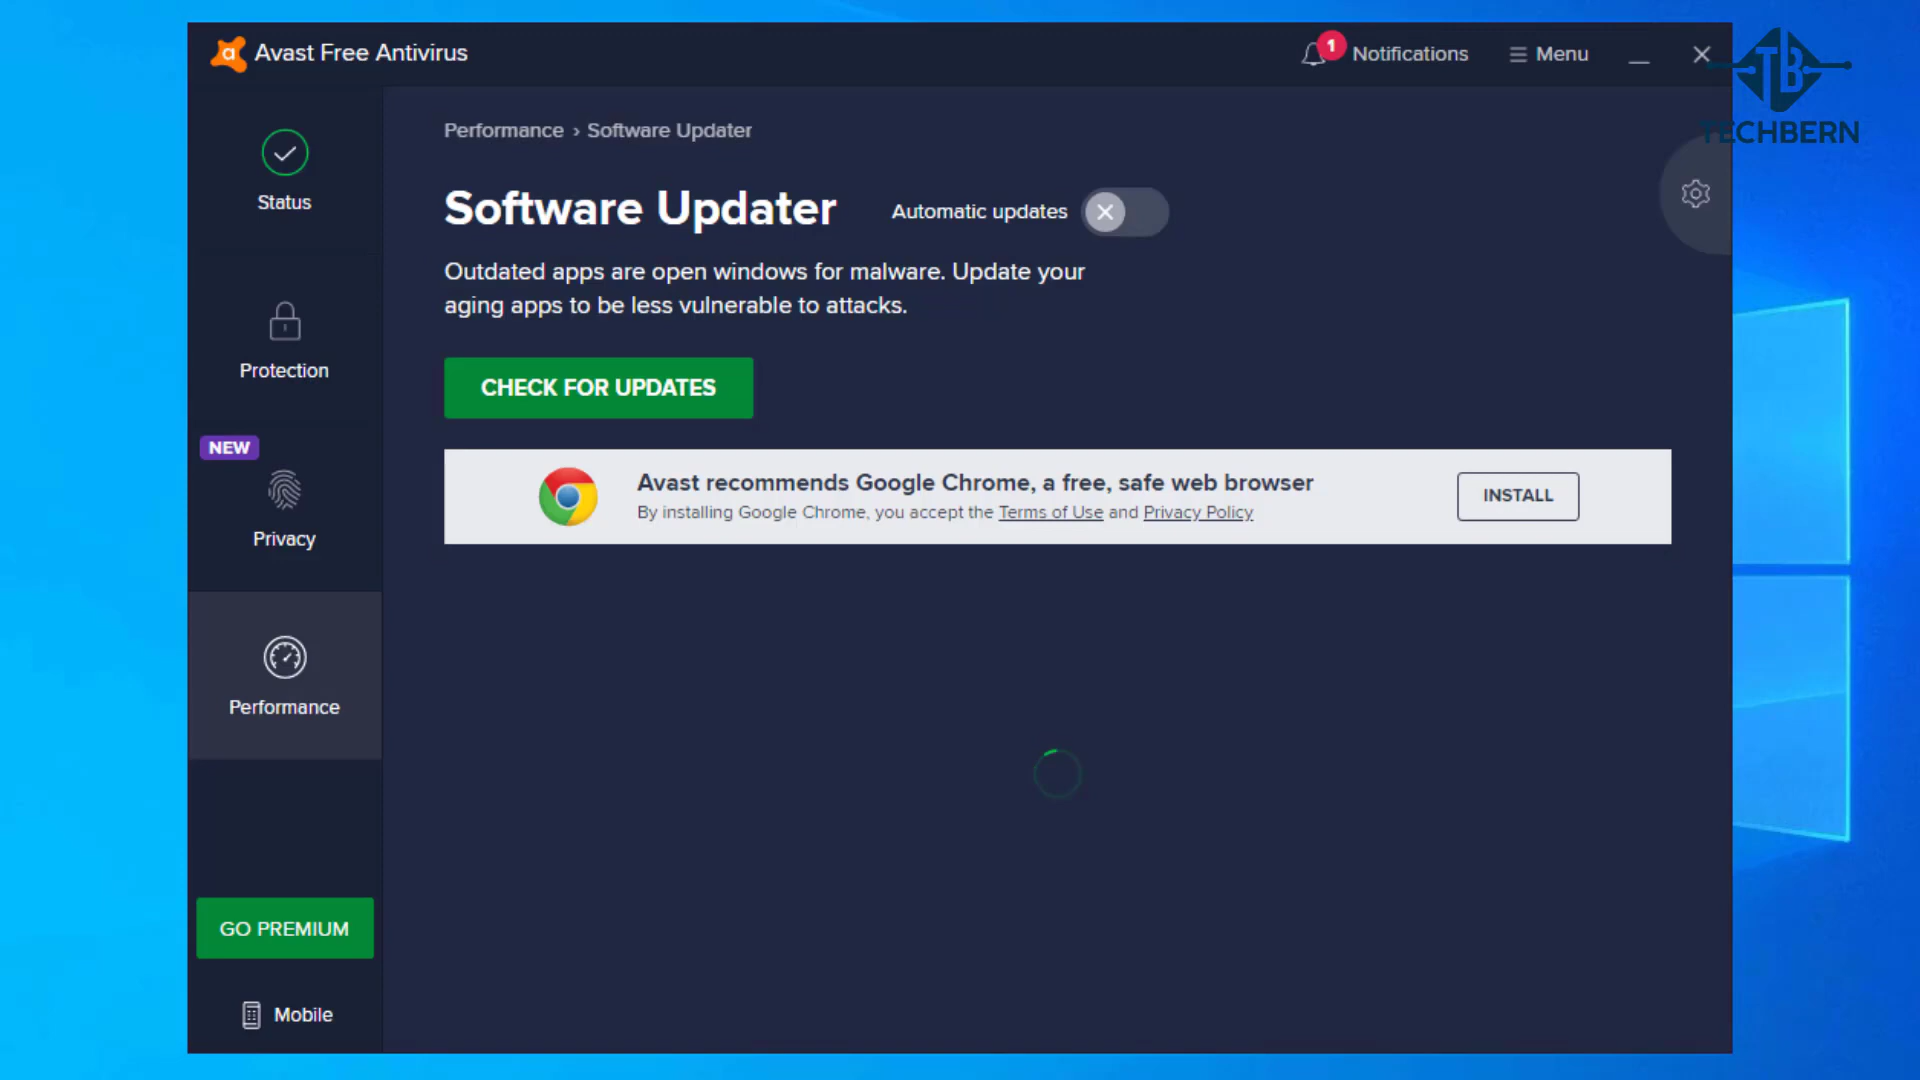 Avast Free Antivirus
1
Notifications
Menu
TB
TECHBERN
Status
Protection
NEW
Privacy
Performance
GO PREMIUM
Mobile
Performance › Software Updater
Software Updater
Automatic updates
Outdated apps are open windows for malware. Update your
aging apps to be less vulnerable to attacks.
CHECK FOR UPDATES
Avast recommends Google Chrome, a free, safe web browser
By installing Google Chrome, you accept the Terms of Use and Privacy Policy
INSTALL